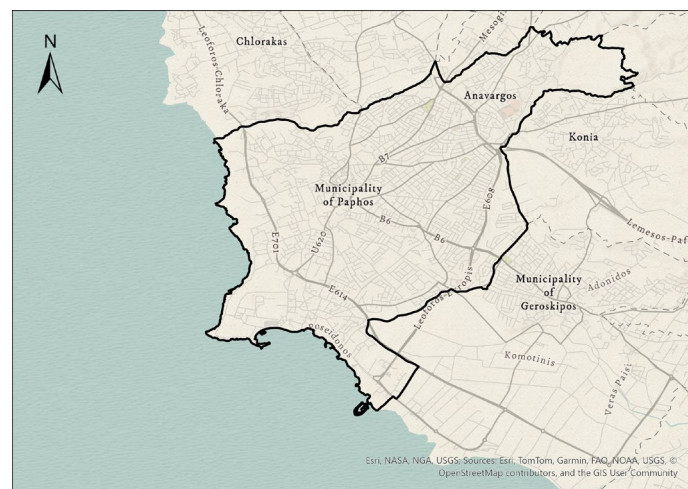 N
Chlorakas
Leoforos Chloraka
Mesogi
Anavargos
Konia
B7
Municipality
of Paphos
E608
B6
B6
Lemesos-Paf
E701
U620
Municipality
of
Geroskipos
Adonidos
E614
Leoforos Evropis
Poseidonos
Komotinis
Veras Paisi
Esri, NASA, NGA, USGS; Sources: Esri, TomTom, Garmin, FAO, NOAA, USGS, ©
OpenStreetMap contributors, and the GIS User Community